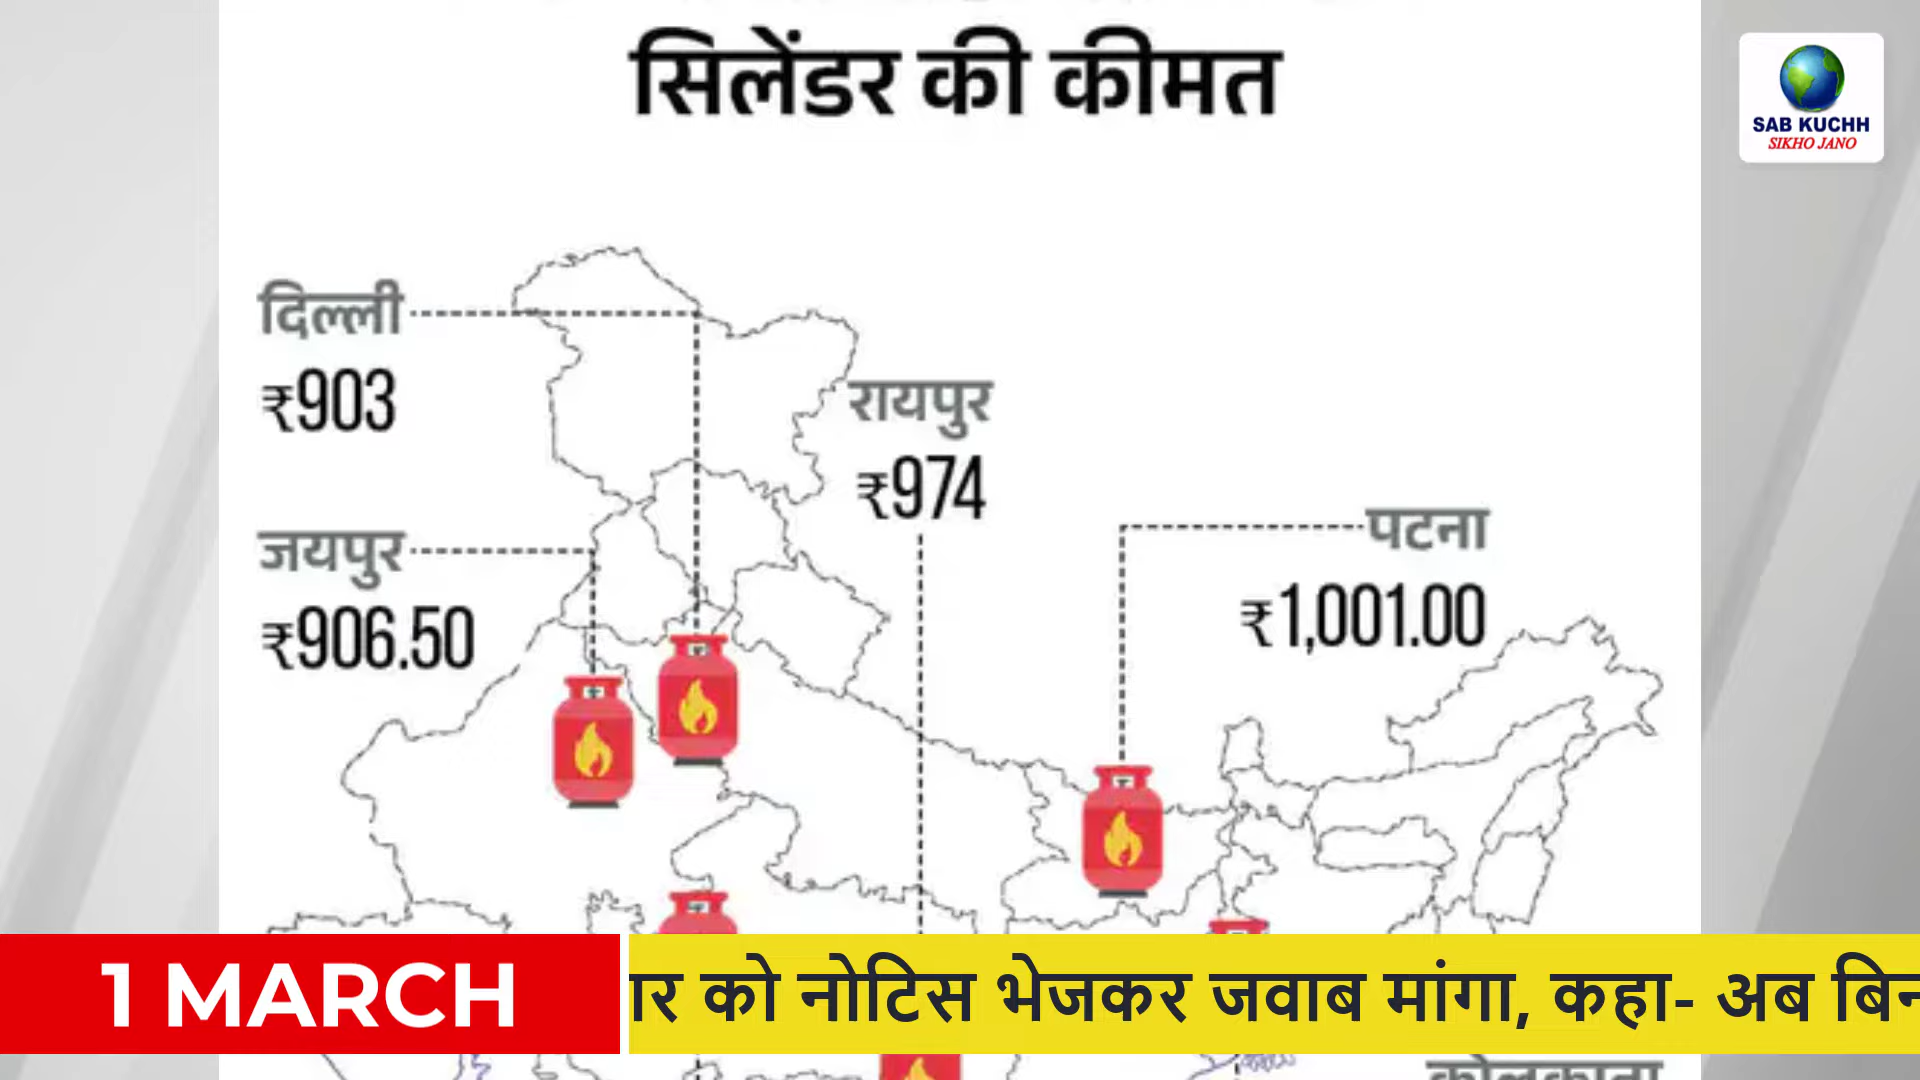 सिलेंडर की कीमत
SAB KUCHH
SIKHO JANO
दिल्ली
₹903
रायपुर
₹974
पटना
₹1,001.00
जयपुर
₹906.50
1 MARCH
को नोटिस भेजकर जवाब मांगा, कहा- अब